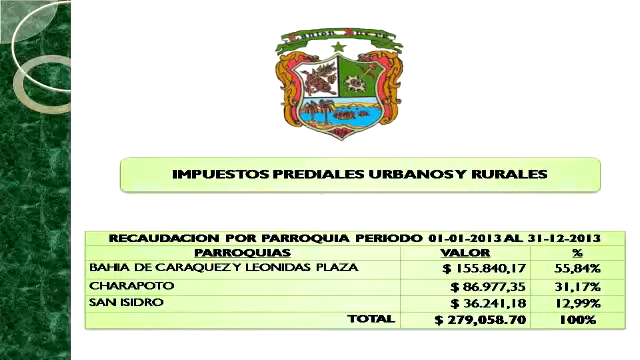 IMPUESTOS PREDIALES URBANOS Y RURALES
RECAUDACION POR PARROQUIA PERIODO 01-01-2013 AL 31-12-2013
PARROQUIAS VALOR %
BAHIA DE CARAQUEZ Y LEONIDAS PLAZA $ 155.840,17 55,84%
CHARAPOTO $ 86.977,35 31,17%
SAN ISIDRO $ 36.241,18 12,99%
TOTAL $ 279,058.70 100%